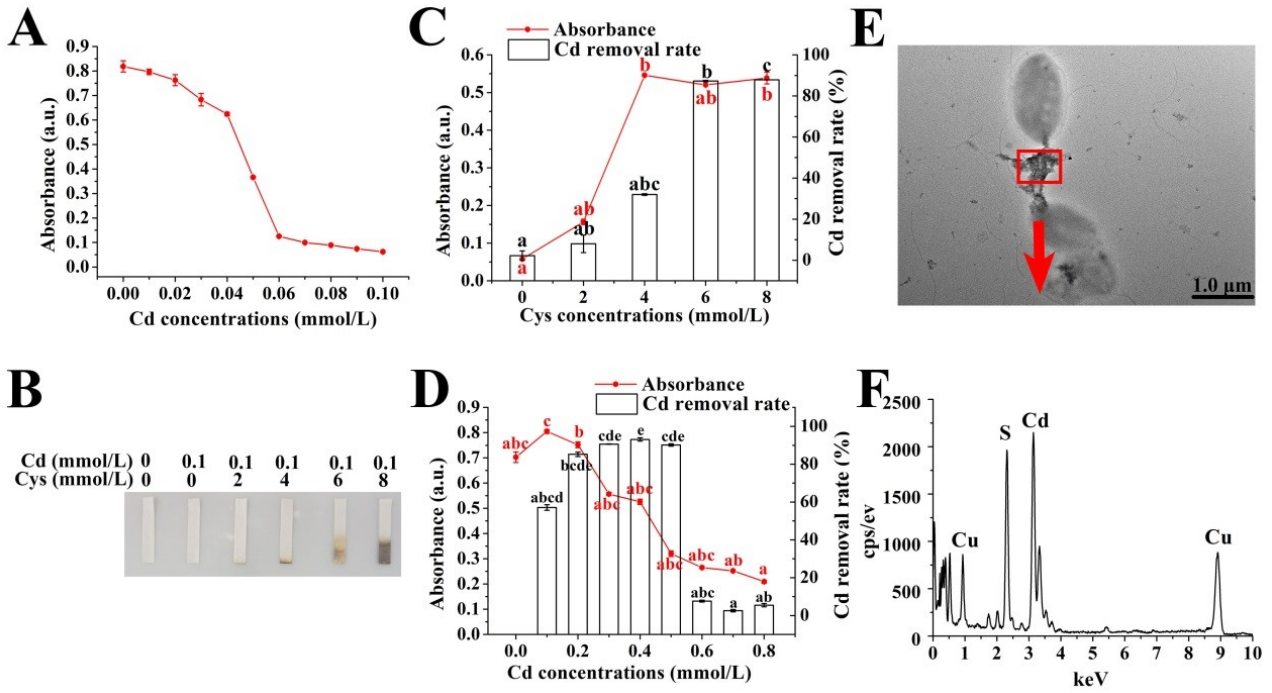 A
Absorbance (a.u.)
0.9
0.8
0.7
0.6
0.5
0.4
0.3
0.2
0.1
0.0
0.00 0.02 0.04 0.06 0.08 0.10
Cd concentrations (mmol/L)
B
Cd (mmol/L) 0 0.1 0.1 0.1 0.1 0.1
Cys (mmol/L) 0 0 2 4 6 8
C
Absorbance
Cd removal rate
Absorbance (a.u.)
0.6
0.5
0.4
0.3
0.2
0.1
0.0
a
a
ab
ab
b
abc
b
ab
c
b
100
80
60
40
20
0
Cd removal rate (%)
0 2 4 6 8
Cys concentrations (mmol/L)
D
Absorbance
Cd removal rate
Absorbance (a.u.)
0.9
0.8
0.7
0.6
0.5
0.4
0.3
0.2
0.1
0.0
abc
c
abcd
b
bcde
cde
abc
e
abc
cde
abc
abc
abc
ab
a
a
ab
100
80
60
40
20
0
Cd removal rate (%)
0.0 0.2 0.4 0.6 0.8
Cd concentrations (mmol/L)
E
1.0 μm
F
cps/ev
2500
2000
1500
1000
500
0
Cu
S
Cd
Cu
0 1 2 3 4 5 6 7 8 9 10
keV